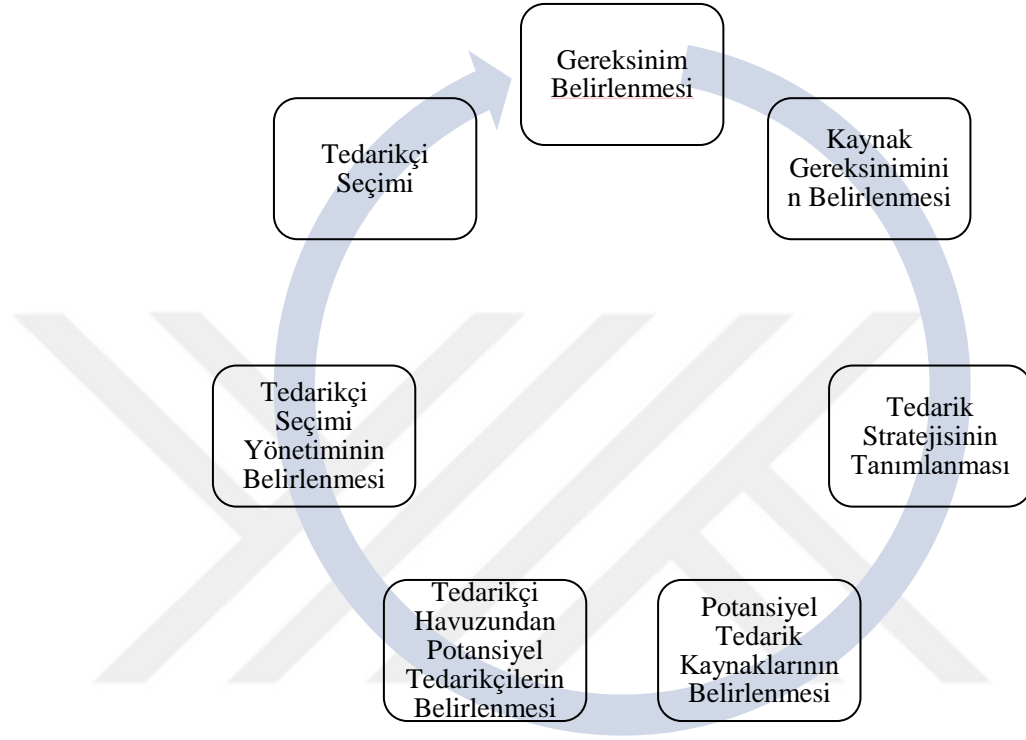 Gereksinim
Belirlenmesi
Kaynak
Gereksinimini
n Belirlenmesi
Tedarik
Stratejisinin
Tanımlanması
Potansiyel
Tedarik
Kaynaklarının
Belirlenmesi
Tedarikçi
Havuzundan
Potansiyel
Tedarikçilerin
Belirlenmesi
Tedarikçi
Seçimi
Yönetiminin
Belirlenmesi
Tedarikçi
Seçimi